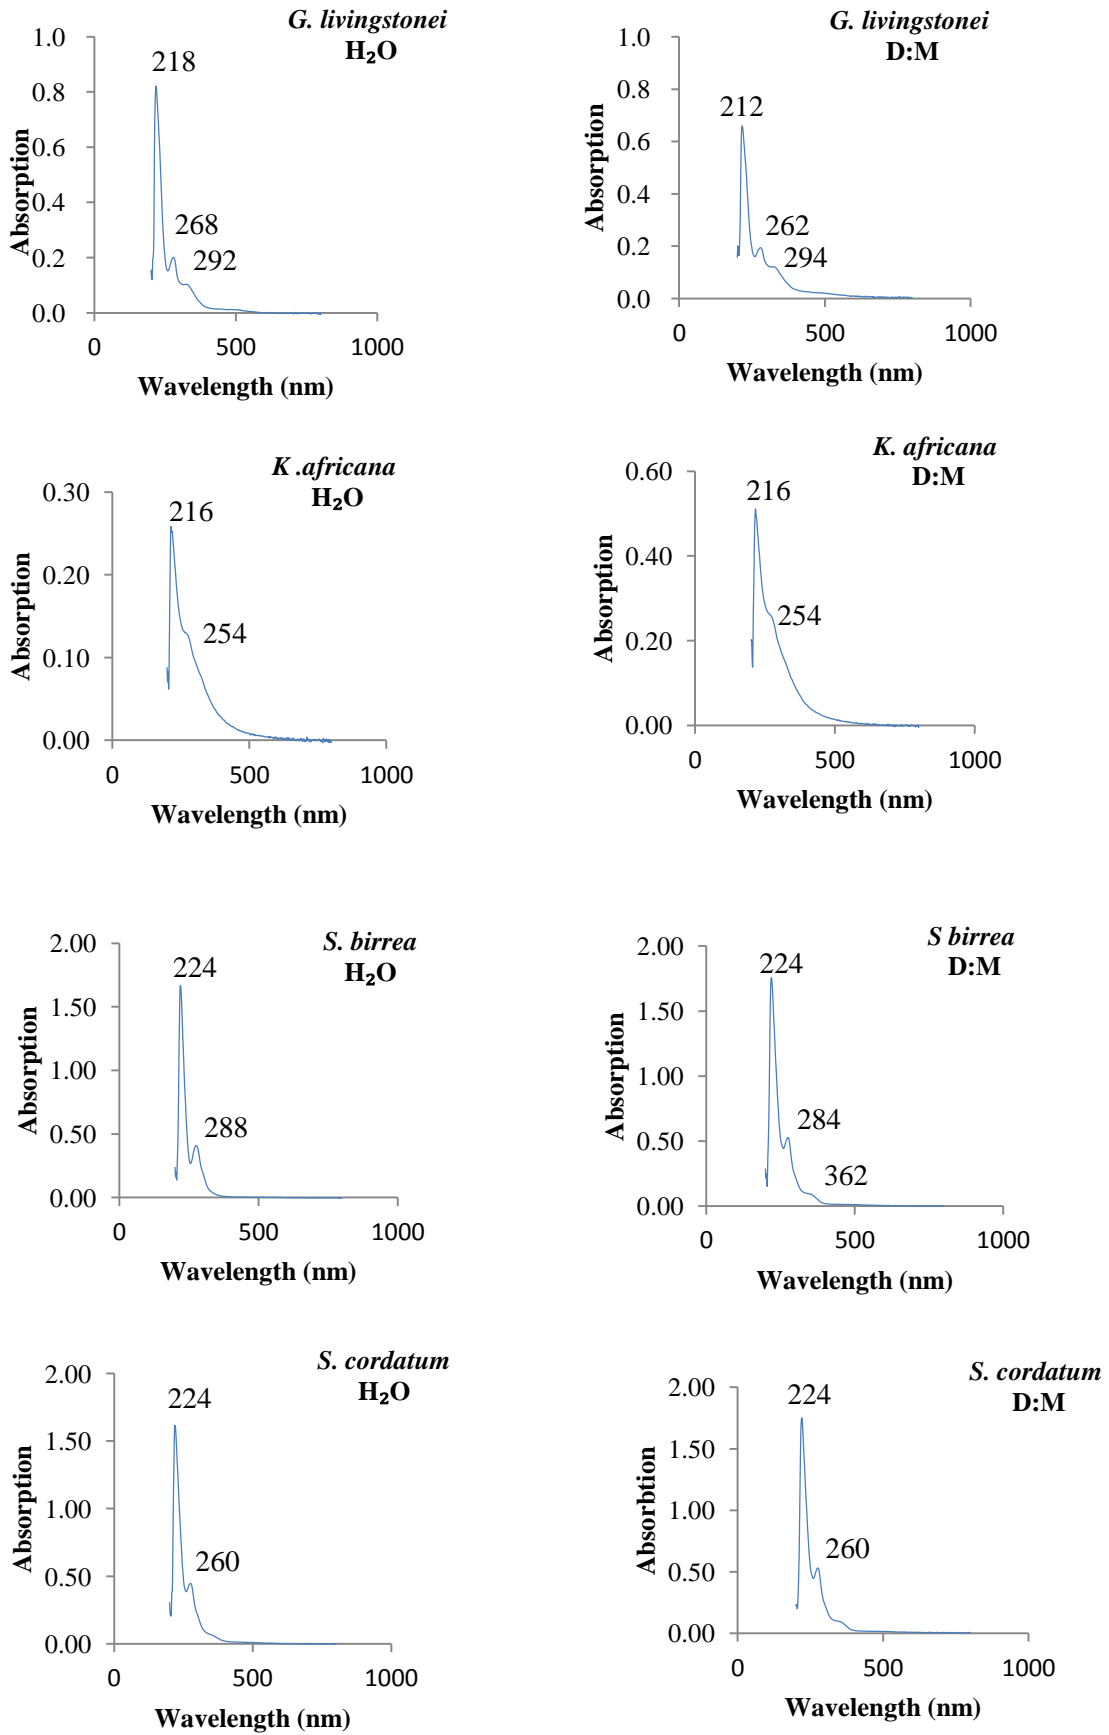 G. livingstonei
H₂O
1.0
218
0.8
0.6
0.4
268
0.2
292
0.0
0
500
1000
Absorption
Wavelength (nm)
G. livingstonei
D:M
1.0
0.8
212
0.6
0.4
262
0.2
294
0.0
0
500
1000
Absorption
Wavelength (nm)
K .africana
H₂O
0.30
216
0.20
254
0.10
0.00
0
500
1000
Absorption
Wavelength (nm)
K. africana
D:M
0.60
216
0.40
254
0.20
0.00
0
500
1000
Absorption
Wavelength (nm)
S. birrea
H₂O
2.00
224
1.50
1.00
0.50
288
0.00
0
500
1000
Absorption
Wavelength (nm)
S birrea
D:M
2.00
224
1.50
1.00
284
0.50
362
0.00
0
500
1000
Absorption
Wavelength (nm)
S. cordatum
H₂O
2.00
224
1.50
1.00
260
0.50
0.00
0
500
1000
Absorption
Wavelength (nm)
S. cordatum
D:M
2.00
224
1.50
1.00
260
0.50
0.00
0
500
1000
Absorbtion
Wavelength (nm)